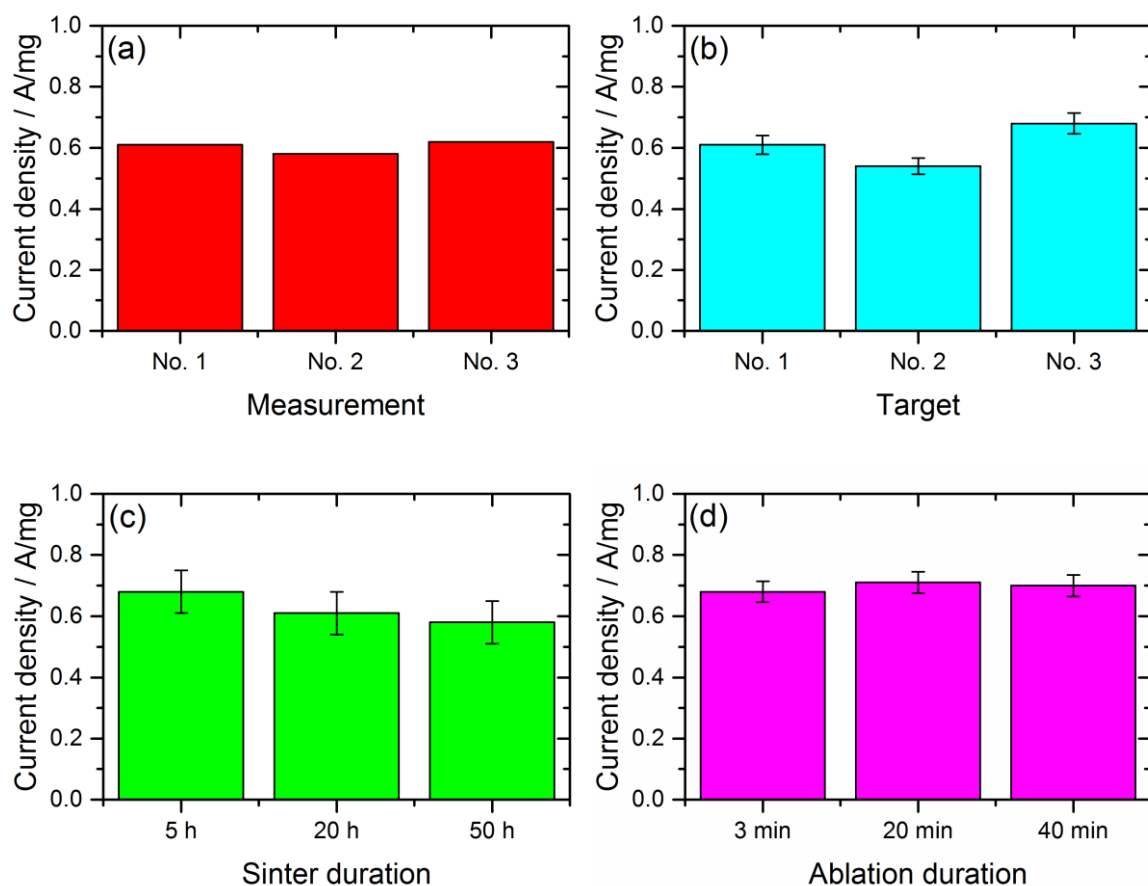 (a)
Current density / A/mg
1.0
0.8
0.6
0.4
0.2
0.0
No. 1 No. 2 No. 3
Measurement
(b)
Current density / A/mg
1.0
0.8
0.6
0.4
0.2
0.0
No. 1 No. 2 No. 3
Target
(c)
Current density / A/mg
1.0
0.8
0.6
0.4
0.2
0.0
5 h 20 h 50 h
Sinter duration
(d)
Current density / A/mg
1.0
0.8
0.6
0.4
0.2
0.0
3 min 20 min 40 min
Ablation duration